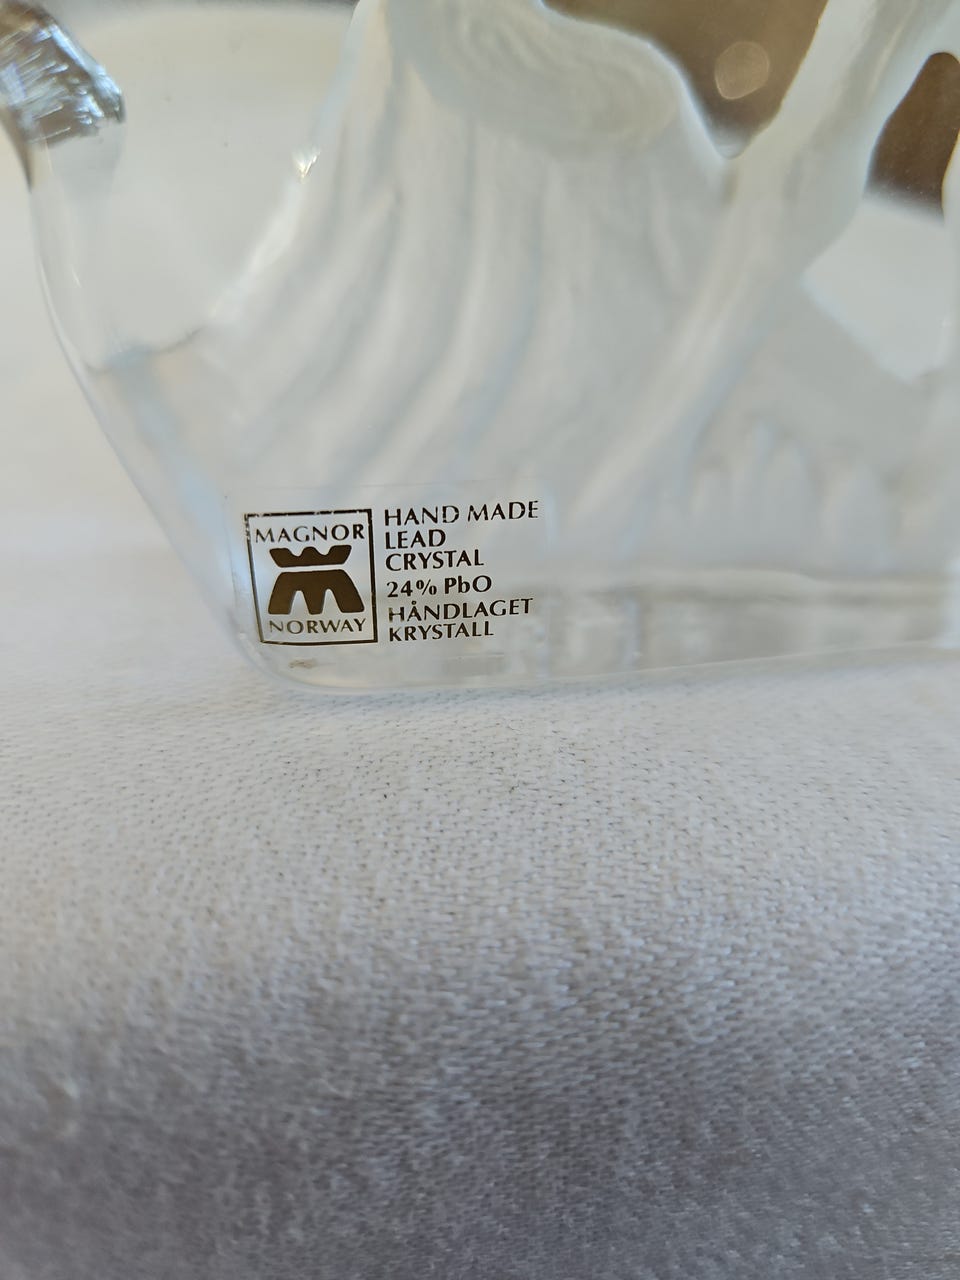 MAGNOR
NORWAY
HAND MADE
LEAD
CRYSTAL
24% PbO
HÅNDLAGET
KRYSTALL